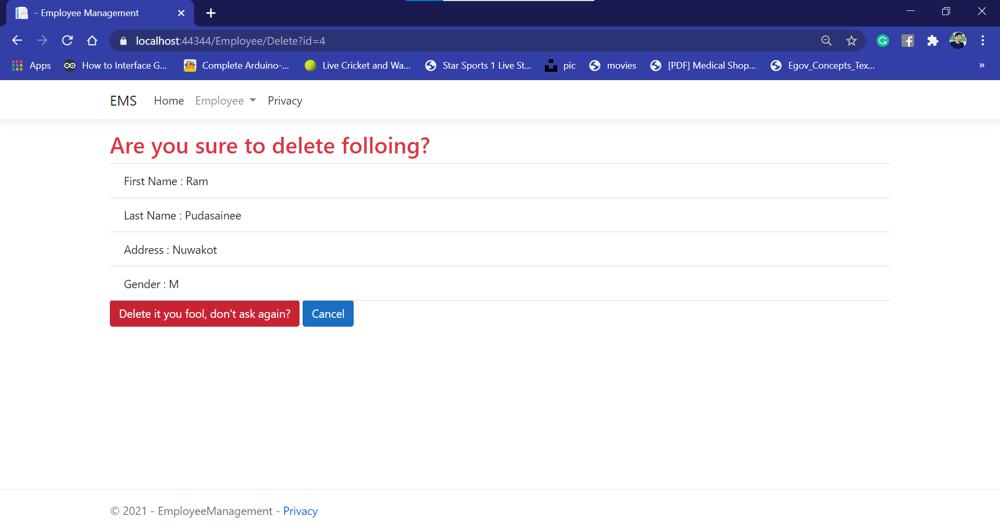 - Employee Management
localhost:44344/Employee/Delete?id=4
Apps How to Interface G... Complete Arduino-... Live Cricket and Wa... Star Sports 1 Live St... pic movies [PDF] Medical Shop... Egov_Concepts_Tex... »
EMS Home Employee Privacy
Are you sure to delete folloing?
First Name : Ram
Last Name : Pudasainee
Address : Nuwakot
Gender : M
Delete it you fool, don't ask again? Cancel
© 2021 - EmployeeManagement - Privacy